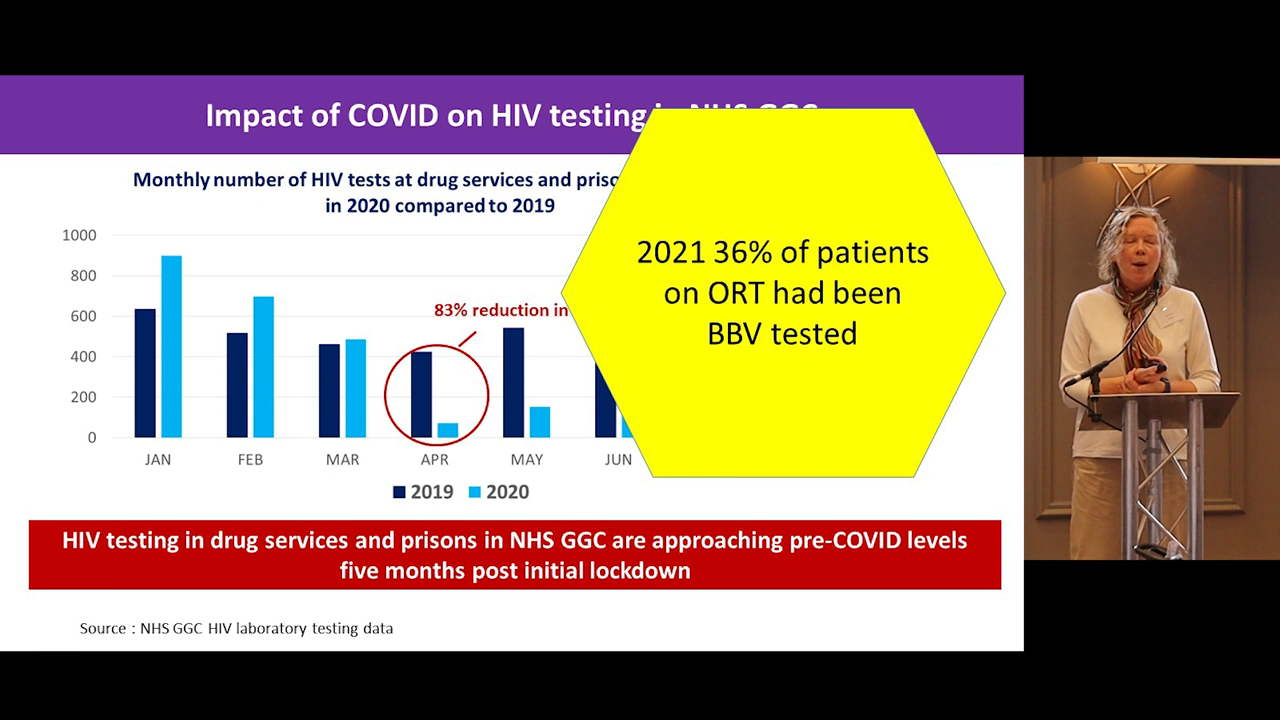 Impact of COVID on HIV testing in NHS GGC
Monthly number of HIV tests at drug services and
in 2020 compared to 2019
1000
800
600
400
200
0
83% reduction in
JAN
FEB
MAR
APR
MAY
JUN
2019
2020
2021 36% of patients
on ORT had been
BBV tested
HIV testing in drug services and prisons in NHS GGC are approaching pre-COVID levels
five months post initial lockdown
Source : NHS GGC HIV laboratory testing data